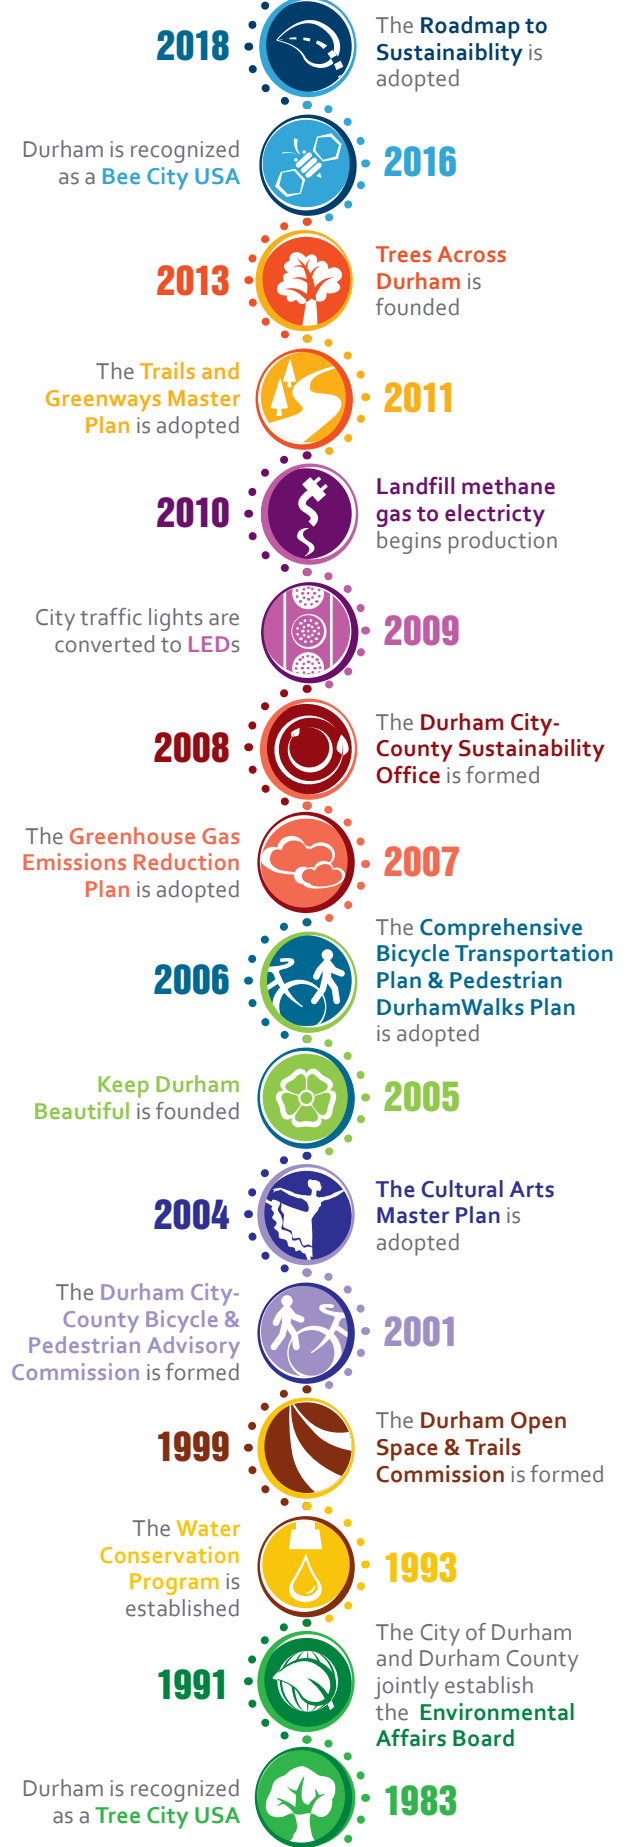 2018
The Roadmap to
Sustainaiblity is
adopted
Durham is recognized
as a Bee City USA
2016
2013
Trees Across
Durham is
founded
The Trails and
Greenways Master
Plan is adopted
2011
2010
Landfill methane
gas to electricty
begins production
City traffic lights are
converted to LEDs
2009
2008
The Durham City-
County Sustainability
Office is formed
The Greenhouse Gas
Emissions Reduction
Plan is adopted
2007
2006
The Comprehensive
Bicycle Transportation
Plan & Pedestrian
DurhamWalks Plan
is adopted
Keep Durham
Beautiful is founded
2005
2004
The Cultural Arts
Master Plan is
adopted
The Durham City-
County Bicycle &
Pedestrian Advisory
Commission is formed
2001
1999
The Durham Open
Space & Trails
Commission is formed
The Water
Conservation
Program is
established
1993
1991
The City of Durham
and Durham County
jointly establish
the Environmental
Affairs Board
Durham is recognized
as a Tree City USA
1983